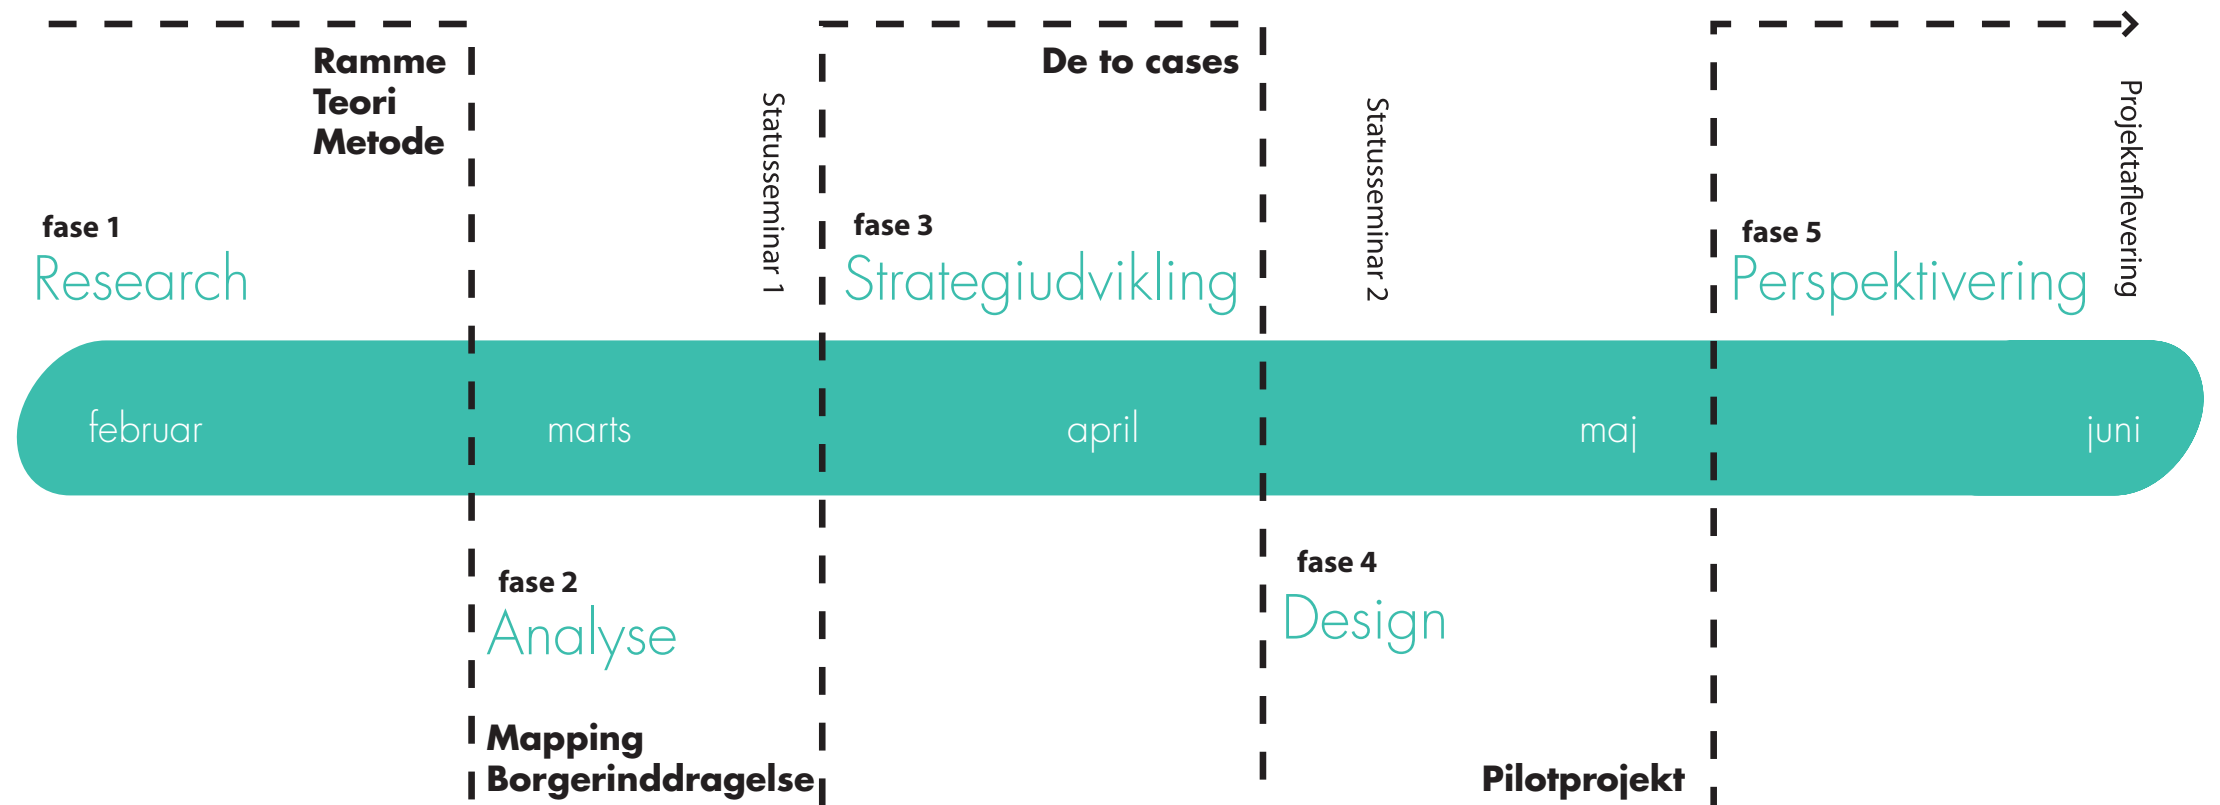 Ramme
Teori
Metode
De to cases
Statusseminar 1
Statusseminar 2
Projektaflevering
fase 1
Research
fase 3
Strategiudvikling
fase 5
Perspektivering
februar
marts
april
maj
juni
fase 2
Analyse
fase 4
Design
Mapping
Borgerinddragelse
Pilotprojekt